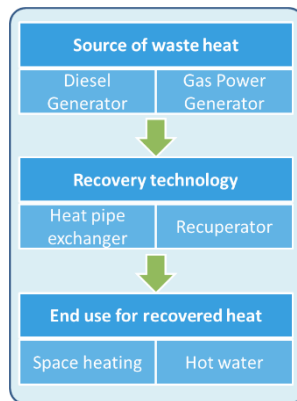 Source of waste heat
Diesel Gas Power
Generator Generator
Recovery technology
Heat pipe
exchanger
Recuperator
End use for recovered heat
Space heating Hot water